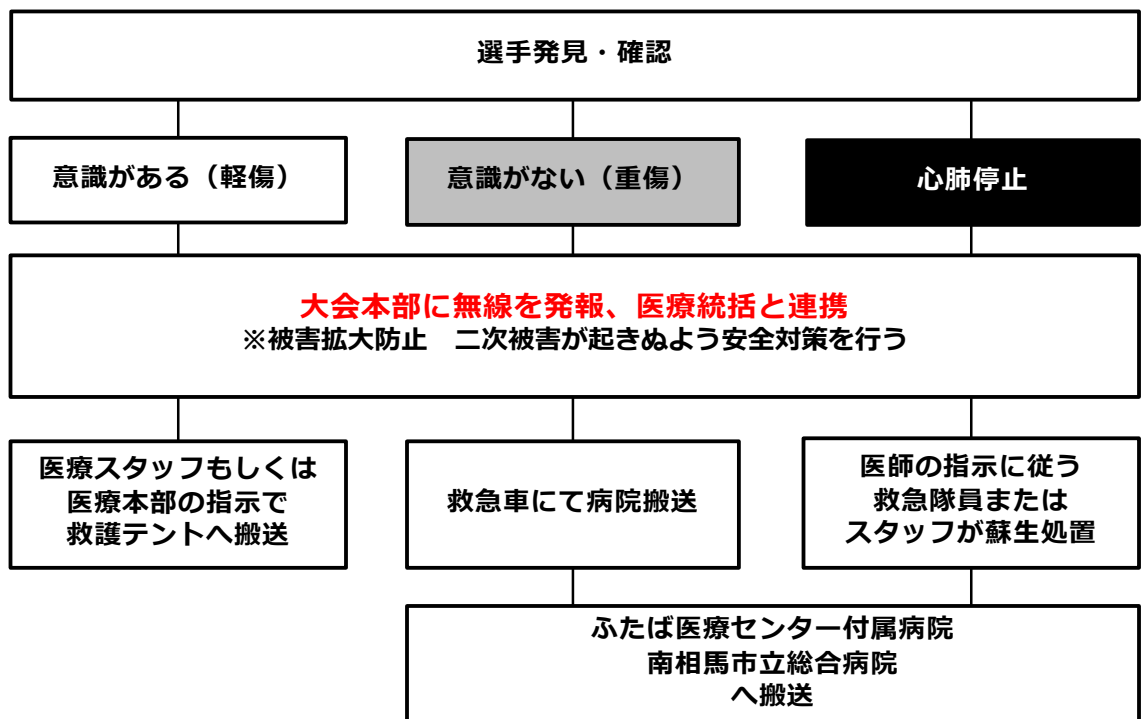 選手発見・確認
意識がある（軽傷）
意識がない（重傷）
心肺停止
大会本部に無線を発報、医療統括と連携
※被害拡大防止　二次被害が起きぬよう安全対策を行う
医療スタッフもしくは
医療本部の指示で
救護テントへ搬送
救急車にて病院搬送
医師の指示に従う
救急隊員または
スタッフが蘇生処置
ふたば医療センター付属病院
南相馬市立総合病院
へ搬送